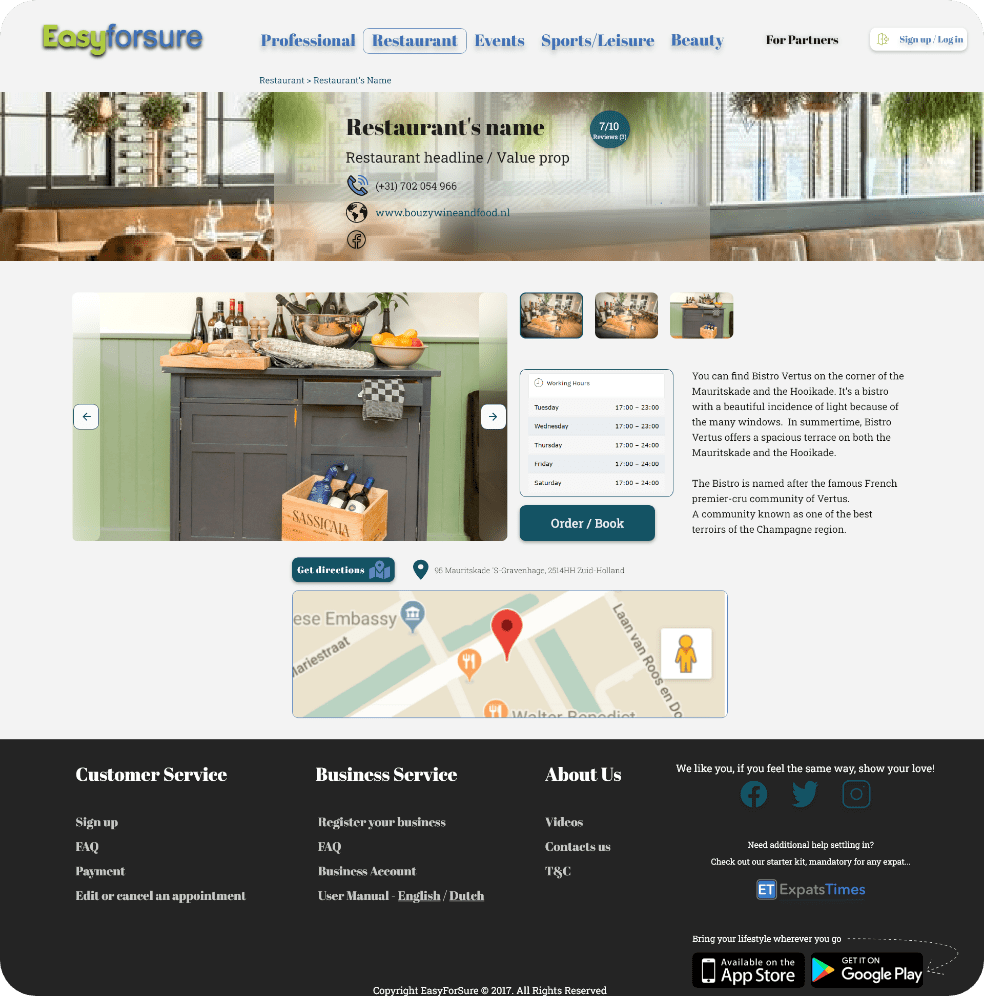 Easyforsure
Professional Restaurant Events Sports/Leisure Beauty For Partners Sign up / Log in
Restaurant > Restaurant's Name
Restaurant's name
7/10
Reviews (3)
Restaurant headline / Value prop
(+31) 702 054 966
www.bouzywineandfood.nl
Working Hours
Tuesday 17:00 – 23:00
Wednesday 17:00 – 23:00
Thursday 17:00 – 24:00
Friday 17:00 – 24:00
Saturday 17:00 – 24:00
Order / Book
You can find Bistro Vertus on the corner of the
Mauritskade and the Hooikade. It's a bistro
with a beautiful incidence of light because of
the many windows. In summertime, Bistro
Vertus offers a spacious terrace on both the
Mauritskade and the Hooikade.
The Bistro is named after the famous French
premier-cru community of Vertus.
A community known as one of the best
terroirs of the Champagne region.
SASSICAIA
Get directions
95 Mauritskade 'S-Gravenhage, 2514HH Zuid-Holland
ese Embassy
Mariestraat
Laan van Roos en Do
Walter Benedict
Customer Service
Sign up
FAQ
Payment
Edit or cancel an appointment
Business Service
Register your business
FAQ
Business Account
User Manual - English / Dutch
About Us
Videos
Contacts us
T&C
We like you, if you feel the same way, show your love!
Need additional help settling in?
Check out our starter kit, mandatory for any expat...
ET ExpatsTimes
Bring your lifestyle wherever you go
Available on the
App Store
GET IT ON
Google Play
Copyright EasyForSure © 2017. All Rights Reserved